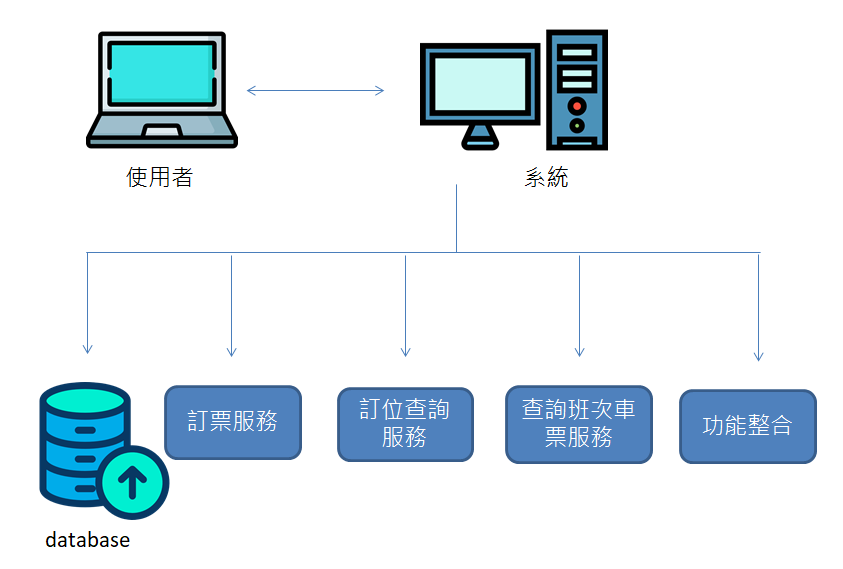 使用者
系統
訂票服務
訂位查詢
服務
查詢班次車
票服務
功能整合
database